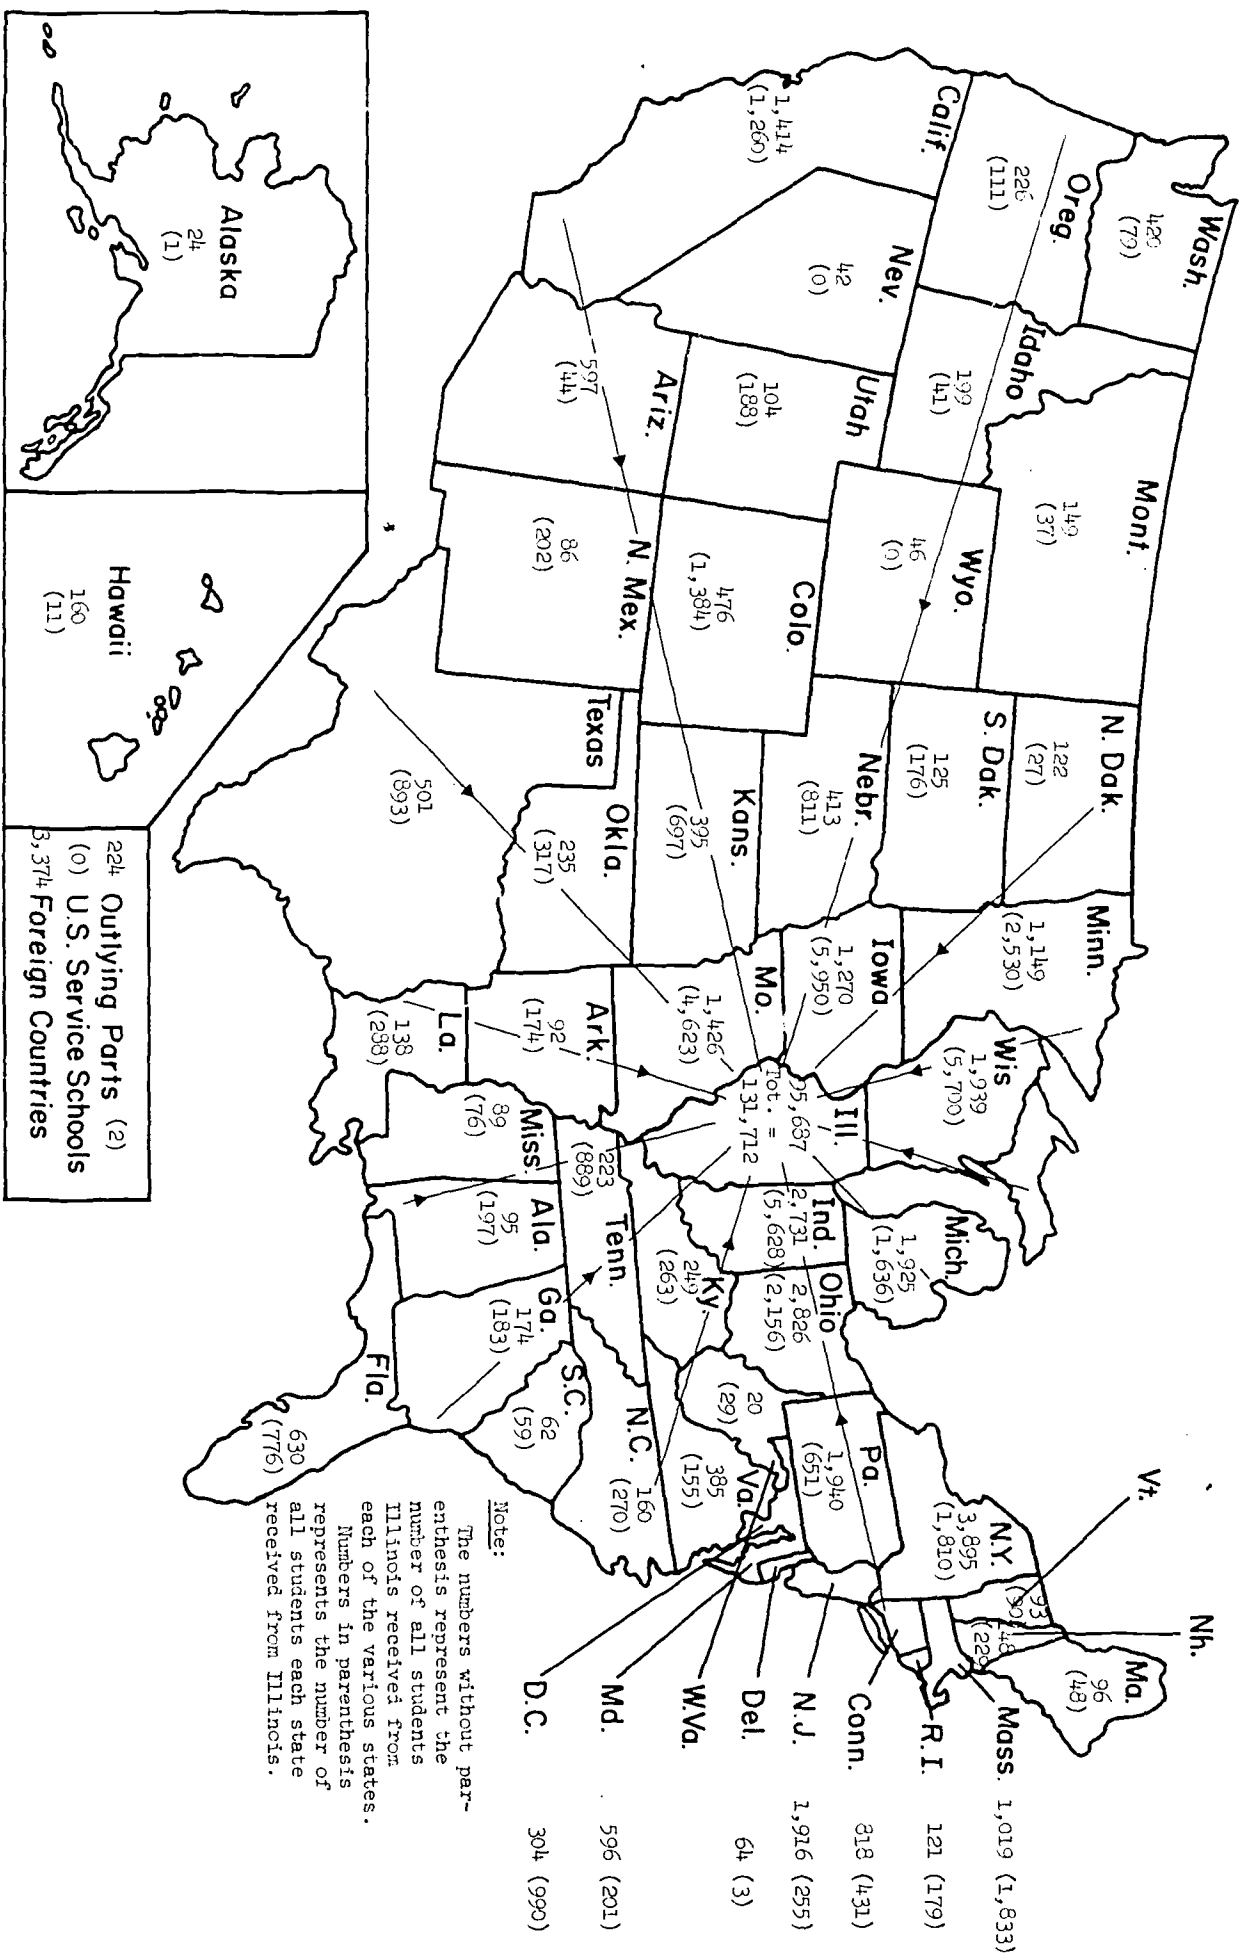 Wash.
420
(79)
Oreg.
226
(111)
Calif.
1,414
(1,260)
Nev.
42
(0)
Idaho
199
(41)
Mont.
149
(37)
Wyo.
46
(0)
Utah
104
(188)
Ariz.
597
(44)
Colo.
476
(1,384)
N. Mex.
86
(202)
N. Dak.
122
(27)
S. Dak.
125
(176)
Nebr.
413
(811)
Kans.
395
(697)
Okla.
235
(317)
Texas
501
(893)
Minn.
1,149
(2,530)
Iowa
1,270
(5,950)
Mo.
1,426
(4,623)
Ark.
92
(174)
La.
138
(288)
Wis
1,939
(5,700)
Ill.
95,687
Tot. =
131,712
Mich.
1,925
(1,636)
Ind.
2,731
(5,628)
Ohio
2,826
(2,156)
Ky.
249
(263)
Tenn.
223
(889)
Miss.
89
(76)
Ala.
95
(197)
Ga.
174
(183)
Fla.
630
(776)
S.C.
62
(59)
N.C.
160
(270)
Va.
385
(155)
20
(29)
Pa.
1,940
(651)
N.Y.
3,895
(1,810)
Vt.
93
(90)
Nh.
48
(229)
Ma.
96
(48)
Mass. 1,019 (1,833)
R.I. 121 (179)
Conn. 818 (431)
N.J. 1,916 (255)
Del. 64 (3)
W.Va.
Md. 596 (201)
D.C. 304 (990)
Alaska
24
(1)
Hawaii
160
(11)
224 Outlying Parts (2)
(0) U.S. Service Schools
3,374 Foreign Countries
Note:
The numbers without par-
enthesis represent the
number of all students
Illinois received from
each of the various states.
Numbers in parenthesis
represents the number of
all students each state
received from Illinois.